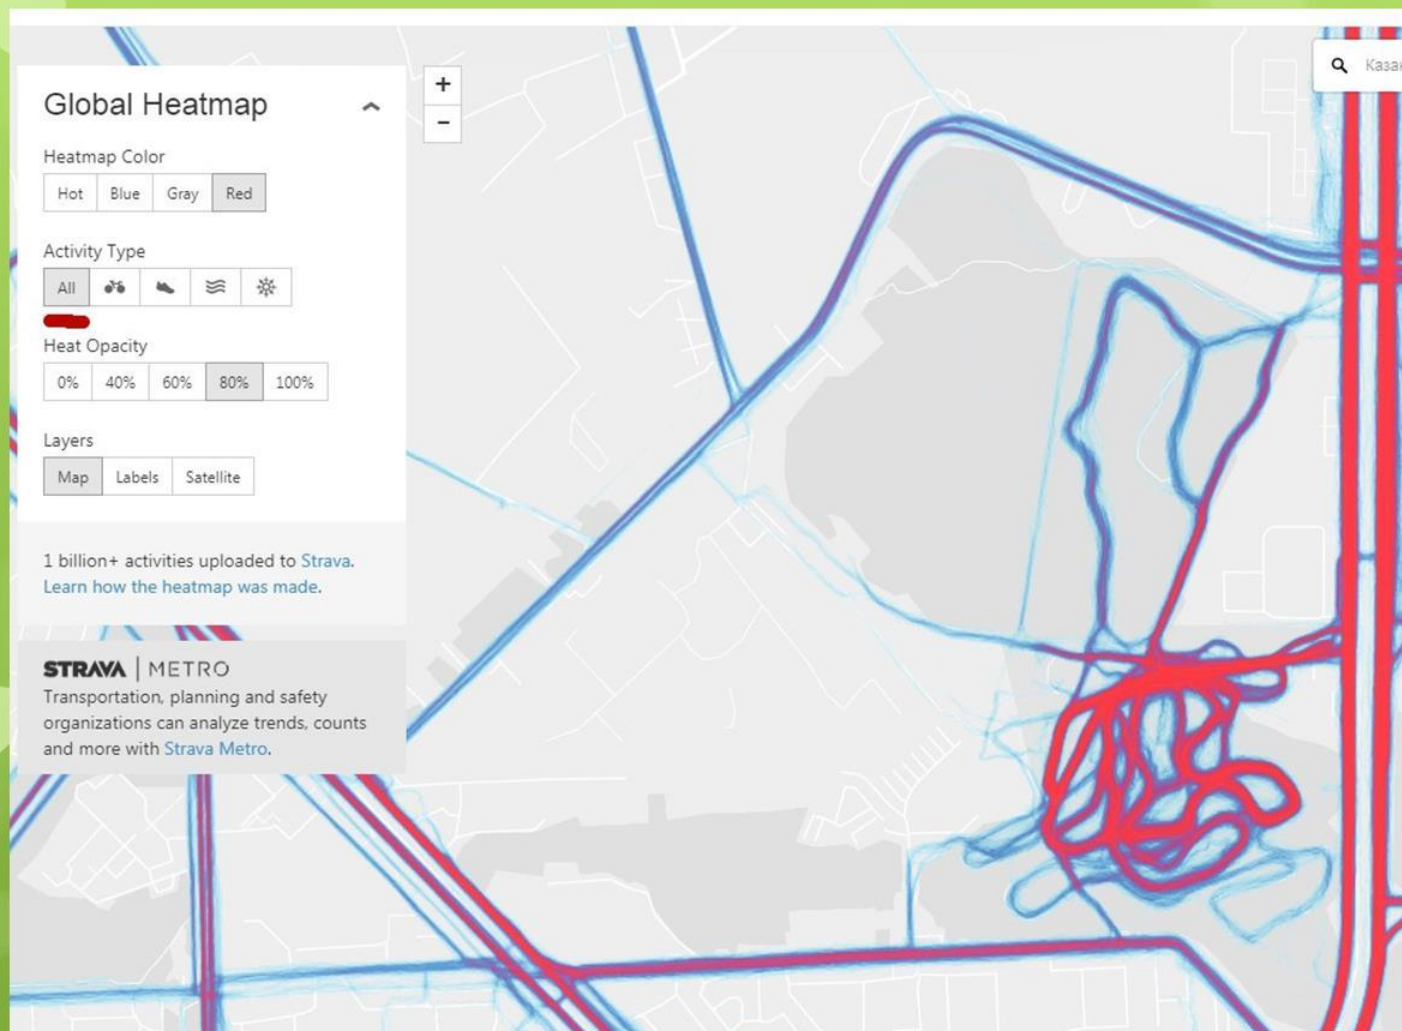 Global Heatmap
Heatmap Color
Hot Blue Gray Red
Activity Type
All
Heat Opacity
0% 40% 60% 80% 100%
Layers
Map Labels Satellite
1 billion+ activities uploaded to Strava.
Learn how the heatmap was made.
STRAVA | METRO
Transportation, planning and safety
organizations can analyze trends, counts
and more with Strava Metro.
+
−